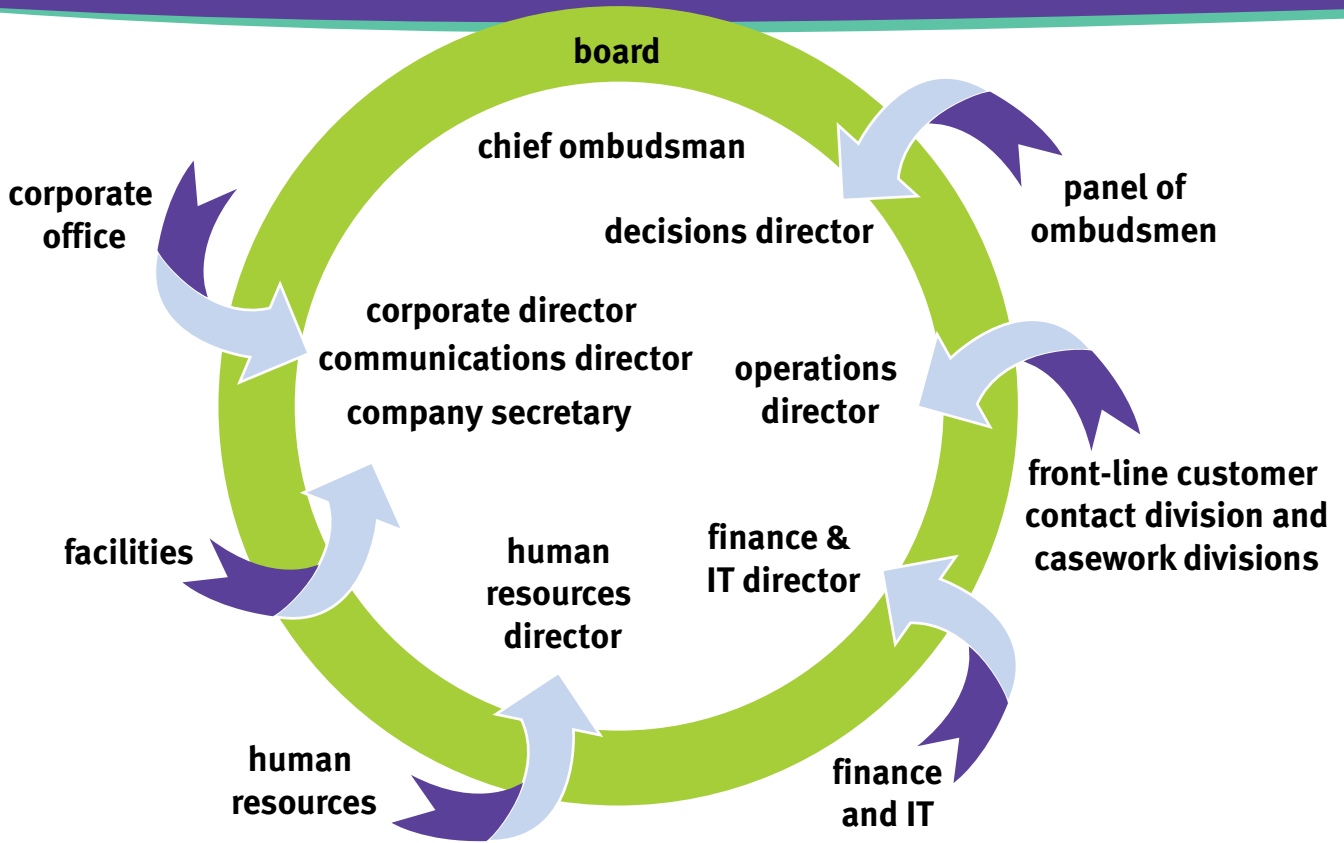 board
chief ombudsman
decisions director
panel of
ombudsmen
corporate
office
corporate director
communications director
company secretary
operations
director
front-line customer
contact division and
casework divisions
facilities
human
resources
director
finance &
IT director
human
resources
finance
and IT